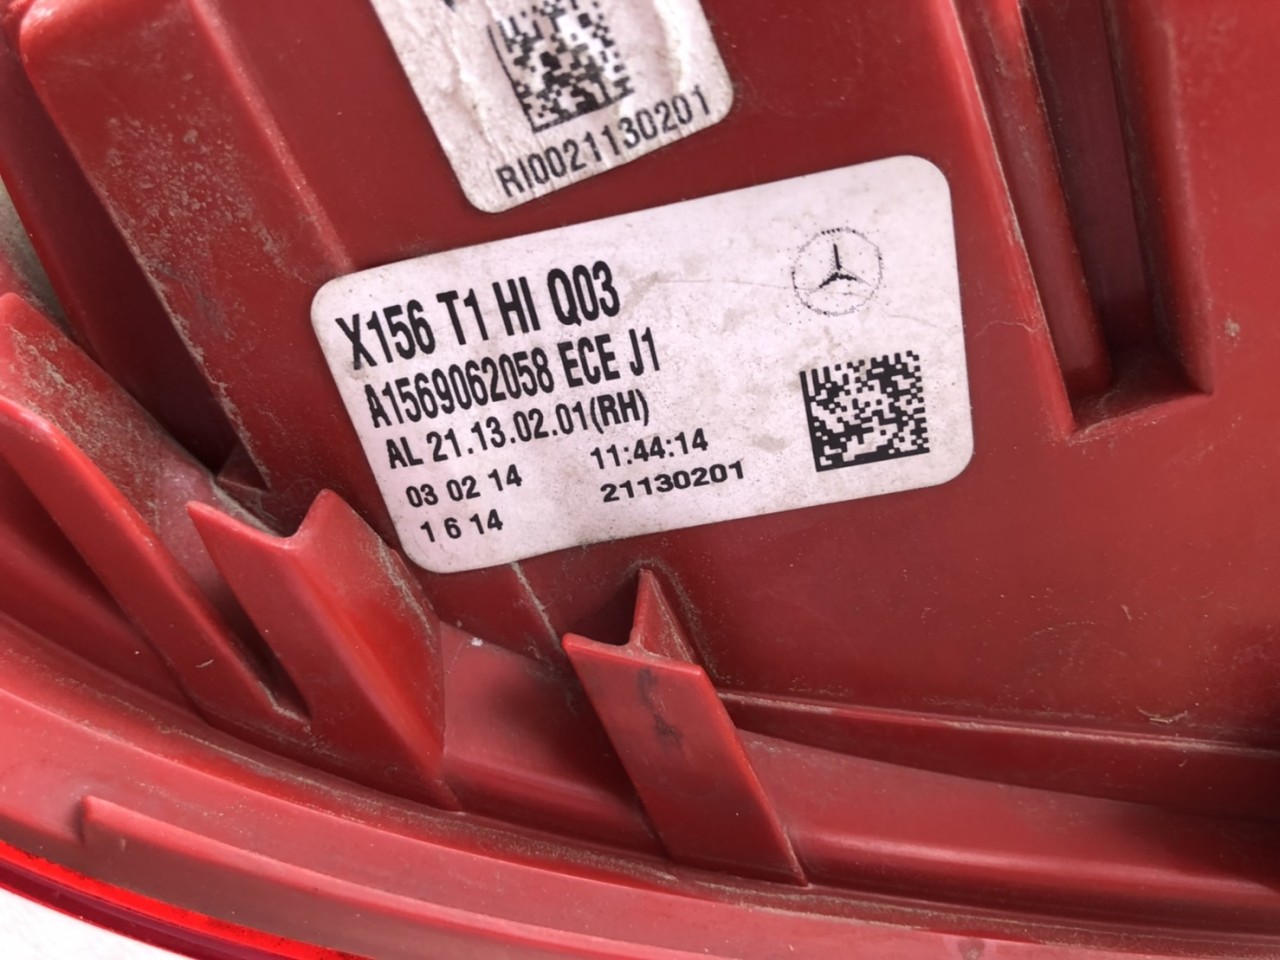 RI0021130201
X156 T1 HI Q03
A1569062058 ECE J1
AL 21.13.02.01(RH)
03 02 14 11:44:14
1 6 14 21130201